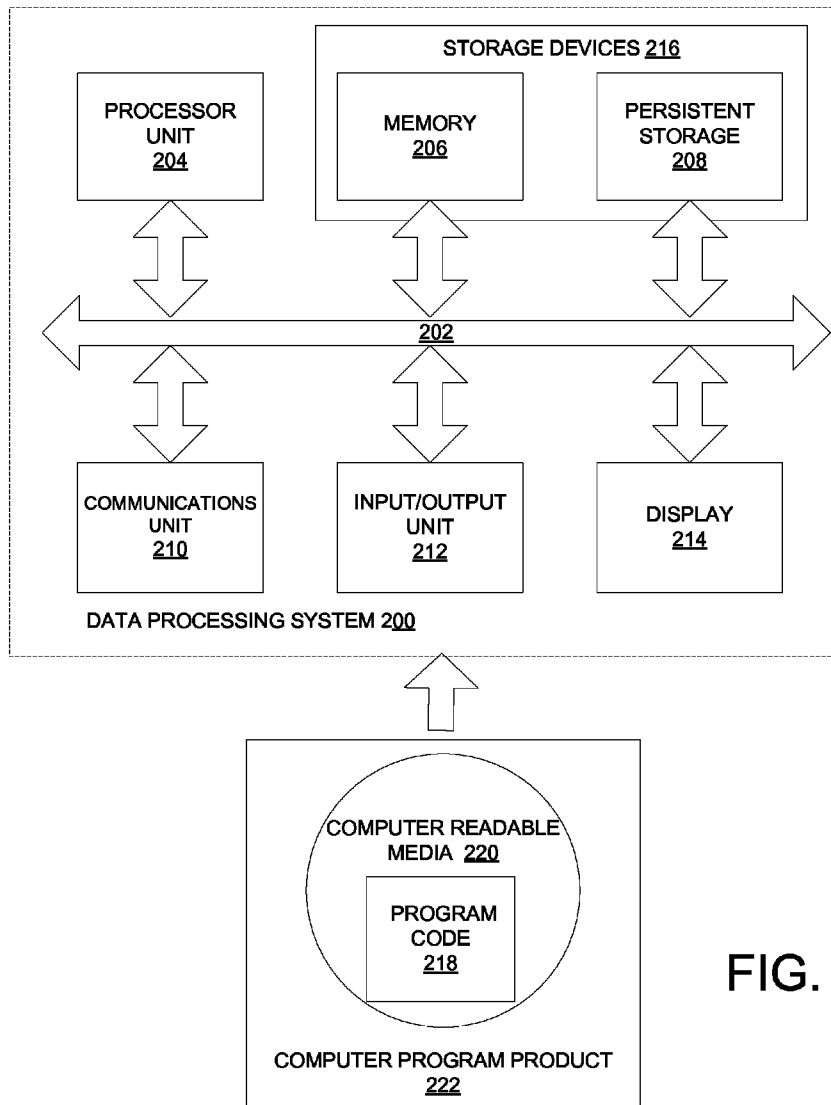 STORAGE DEVICES 216
PROCESSOR
UNIT
204
MEMORY
206
PERSISTENT
STORAGE
208
202
COMMUNICATIONS
UNIT
210
INPUT/OUTPUT
UNIT
212
DISPLAY
214
DATA PROCESSING SYSTEM 200
COMPUTER READABLE
MEDIA 220
PROGRAM
CODE
218
FIG.
COMPUTER PROGRAM PRODUCT
222